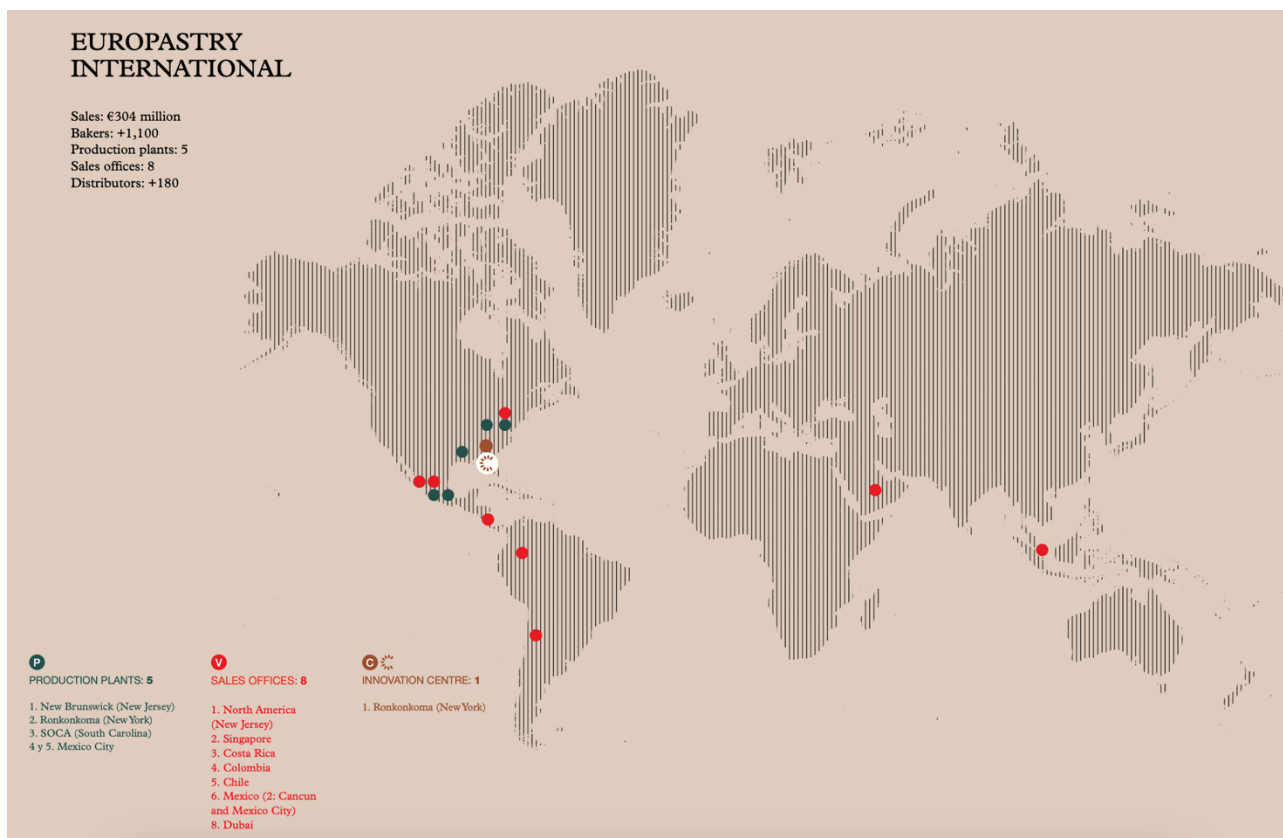 EUROPASTRY
INTERNATIONAL
Sales: €304 million
Bakers: +1,100
Production plants: 5
Sales offices: 8
Distributors: +180
P
PRODUCTION PLANTS: 5
1. New Brunswick (New Jersey)
2. Ronkonkoma (New York)
3. SOCA (South Carolina)
4 y 5. Mexico City
V
SALES OFFICES: 8
1. North America
(New Jersey)
2. Singapore
3. Costa Rica
4. Colombia
5. Chile
6. Mexico (2: Cancun
and Mexico City)
8. Dubai
C
INNOVATION CENTRE: 1
1. Ronkonkoma (New York)